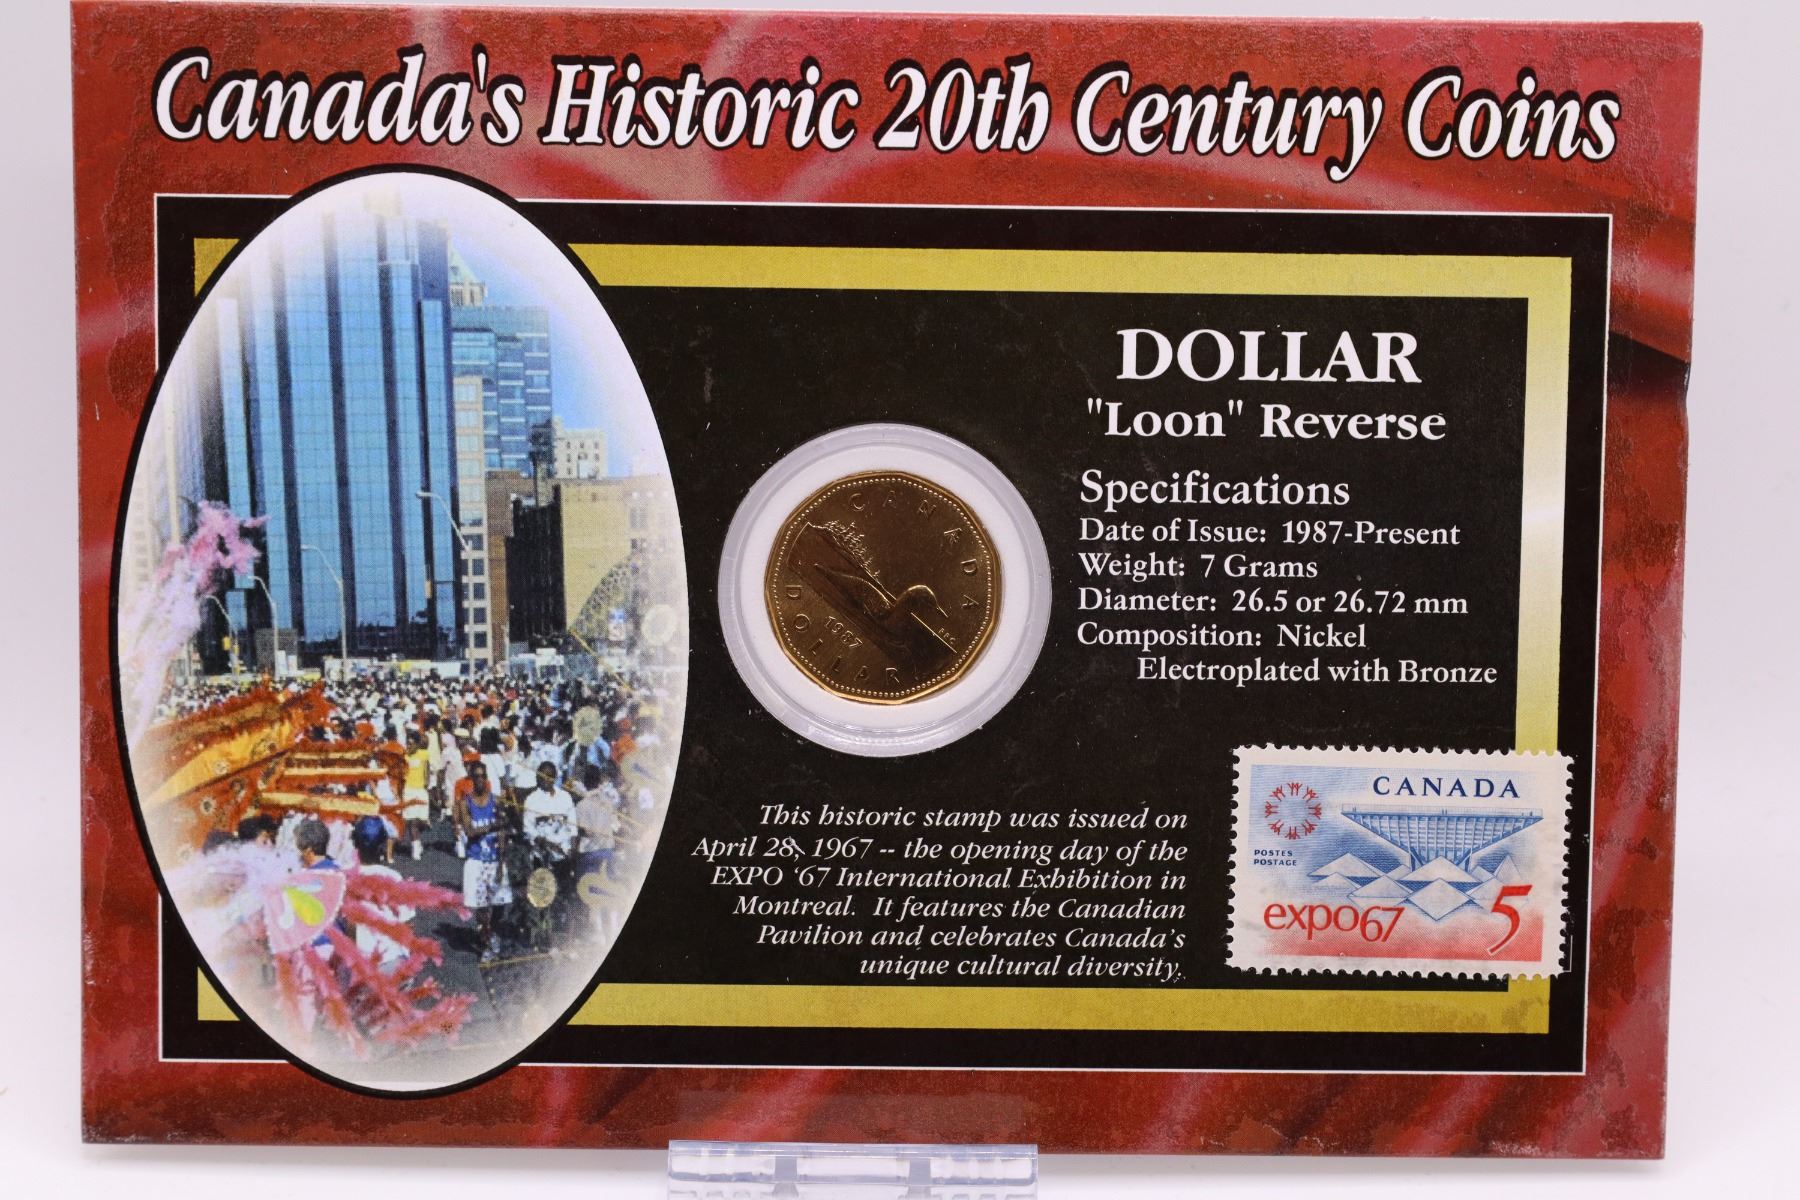 Canada's Historic 20th Century Coins
DOLLAR
"Loon" Reverse
Specifications
Date of Issue: 1987-Present
Weight: 7 Grams
Diameter: 26.5 or 26.72 mm
Composition: Nickel
Electroplated with Bronze
CANADA
1987
DOLLAR
RRC
This historic stamp was issued on
April 28, 1967 -- the opening day of the
EXPO '67 International Exhibition in
Montreal. It features the Canadian
Pavilion and celebrates Canada's
unique cultural diversity.
CANADA
POSTES
POSTAGE
expo67
5